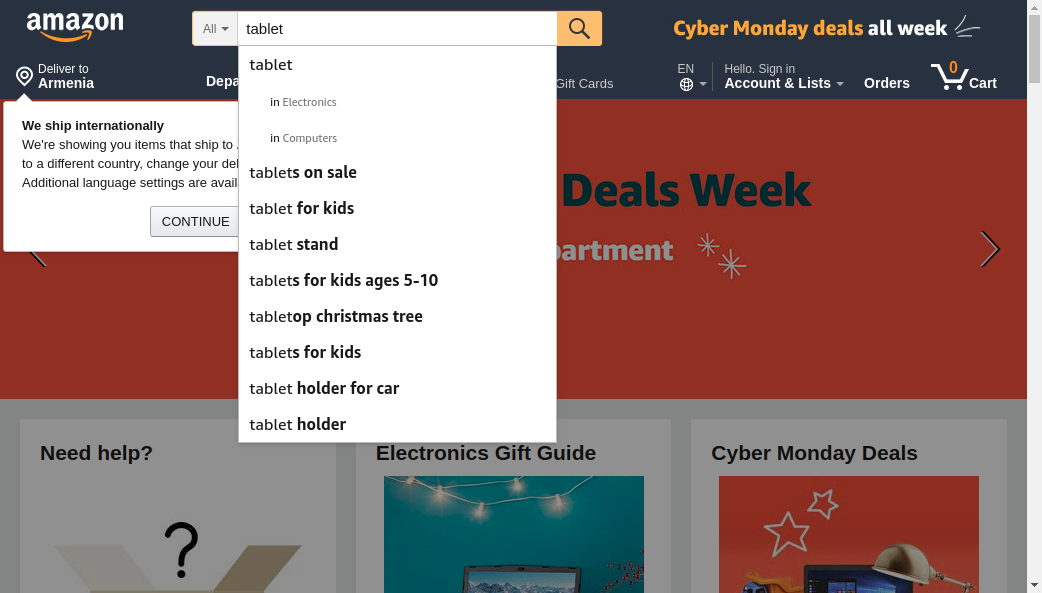 amazon
All
tablet
Cyber Monday deals all week
Deliver to
Armenia
Depa
Gift Cards
EN
Hello. Sign in
Account & Lists
Orders
0
Cart
tablet
in Electronics
in Computers
tablets on sale
tablet for kids
tablet stand
tablets for kids ages 5-10
tabletop christmas tree
tablets for kids
tablet holder for car
tablet holder
We ship internationally
We're showing you items that ship to
to a different country, change your del
Additional language settings are avail
CONTINUE
Deals Week
partment
Need help?
?
Electronics Gift Guide
Cyber Monday Deals